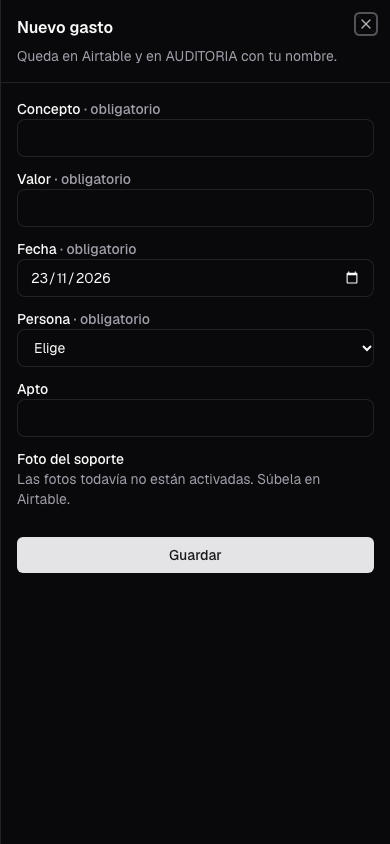 Nuevo gasto
Queda en Airtable y en AUDITORIA con tu nombre.
Concepto · obligatorio
Valor · obligatorio
Fecha · obligatorio
23/11/2026
Persona · obligatorio
Elige
Apto
Foto del soporte
Las fotos todavía no están activadas. Súbela en
Airtable.
Guardar